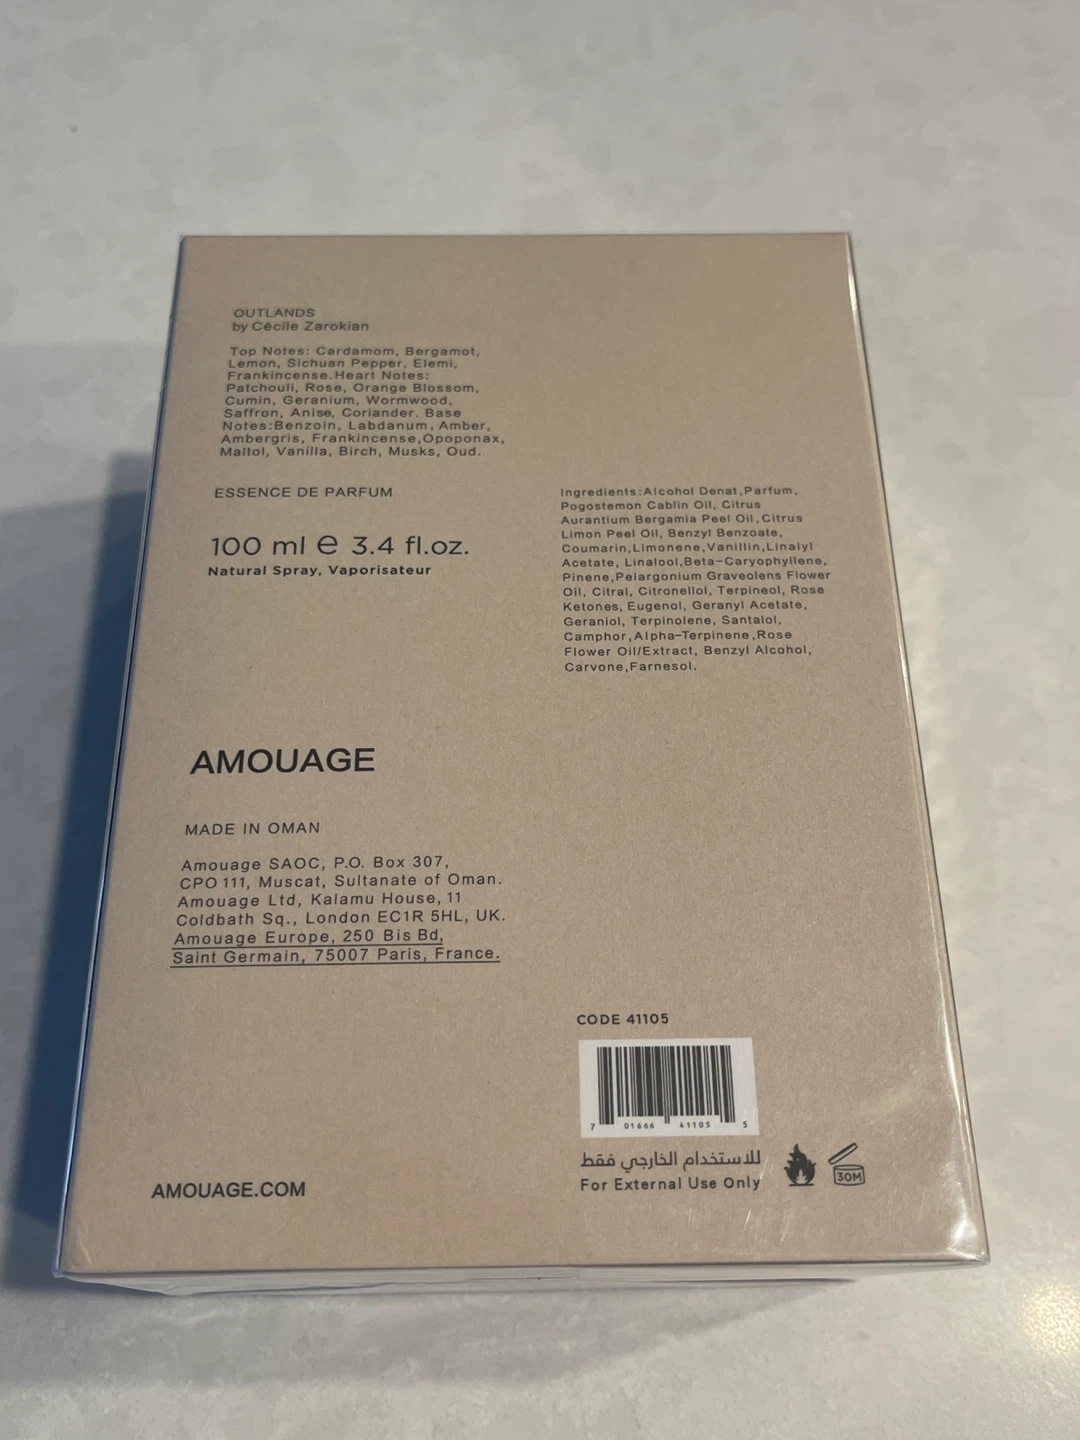 OUTLANDS
by Cécile Zarokian
Top Notes: Cardamom, Bergamot,
Lemon, Sichuan Pepper, Elemi,
Frankincense.Heart Notes:
Patchouli, Rose, Orange Blossom,
Cumin, Geranium, Wormwood,
Saffron, Anise, Coriander. Base
Notes:Benzoin, Labdanum, Amber,
Ambergris, Frankincense,Opoponax,
Maltol, Vanilla, Birch, Musks, Oud.
ESSENCE DE PARFUM
100 ml e 3.4 fl.oz.
Natural Spray, Vaporisateur
Ingredients:Alcohol Denat,Parfum,
Pogostemon Cablin Oil, Citrus
Aurantium Bergamia Peel Oil,Citrus
Limon Peel Oil, Benzyl Benzoate,
Coumarin,Limonene,Vanillin,Linalyl
Acetate, Linalool,Beta-Caryophyllene,
Pinene,Pelargonium Graveolens Flower
Oil, Citral, Citronellol, Terpineol, Rose
Ketones, Eugenol, Geranyl Acetate,
Geraniol, Terpinolene, Santalol,
Camphor,Alpha-Terpinene,Rose
Flower Oil/Extract, Benzyl Alcohol,
Carvone,Farnesol.
AMOUAGE
MADE IN OMAN
Amouage SAOC, P.O. Box 307,
CPO 111, Muscat, Sultanate of Oman.
Amouage Ltd, Kalamu House, 11
Coldbath Sq., London EC1R 5HL, UK.
Amouage Europe, 250 Bis Bd,
Saint Germain, 75007 Paris, France.
CODE 41105
7 01666 41105 5
للاستخدام الخارجي فقط
For External Use Only
30M
AMOUAGE.COM